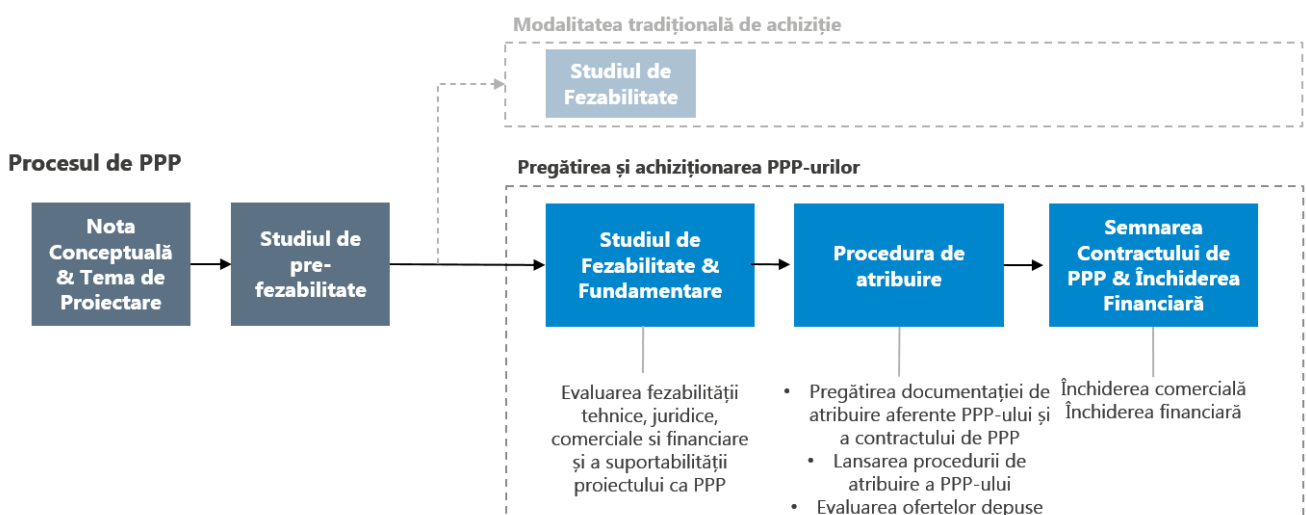 Modalitatea tradițională de achiziție
Studiul de
Fezabilitate
Procesul de PPP
Pregătirea și achiziționarea PPP-urilor
Nota
Conceptuală
& Tema de
Proiectare
Studiul de
pre-
fezabilitate
Studiul de
Fezabilitate &
Fundamentare
Procedura de
atribuire
Semnarea
Contractului de
PPP & Închiderea
Financiară
Evaluarea fezabilității
tehnice, juridice,
comerciale si financiare
și a suportabilității
proiectului ca PPP
• Pregătirea documentației de
atribuire aferente PPP-ului și
a contractului de PPP
• Lansarea procedurii de
atribuire a PPP-ului
• Evaluarea ofertelor depuse
Închiderea comercială
Închiderea financiară